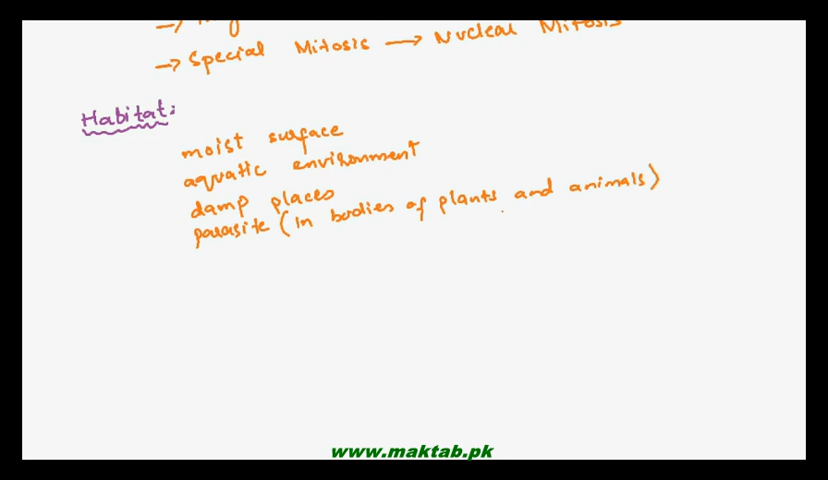 →
→ Special Mitosis → Nuclear Mitosis
Habitat:
moist surface
aquatic environment
damp places
parasite (in bodies of plants and animals)
www.maktab.pk